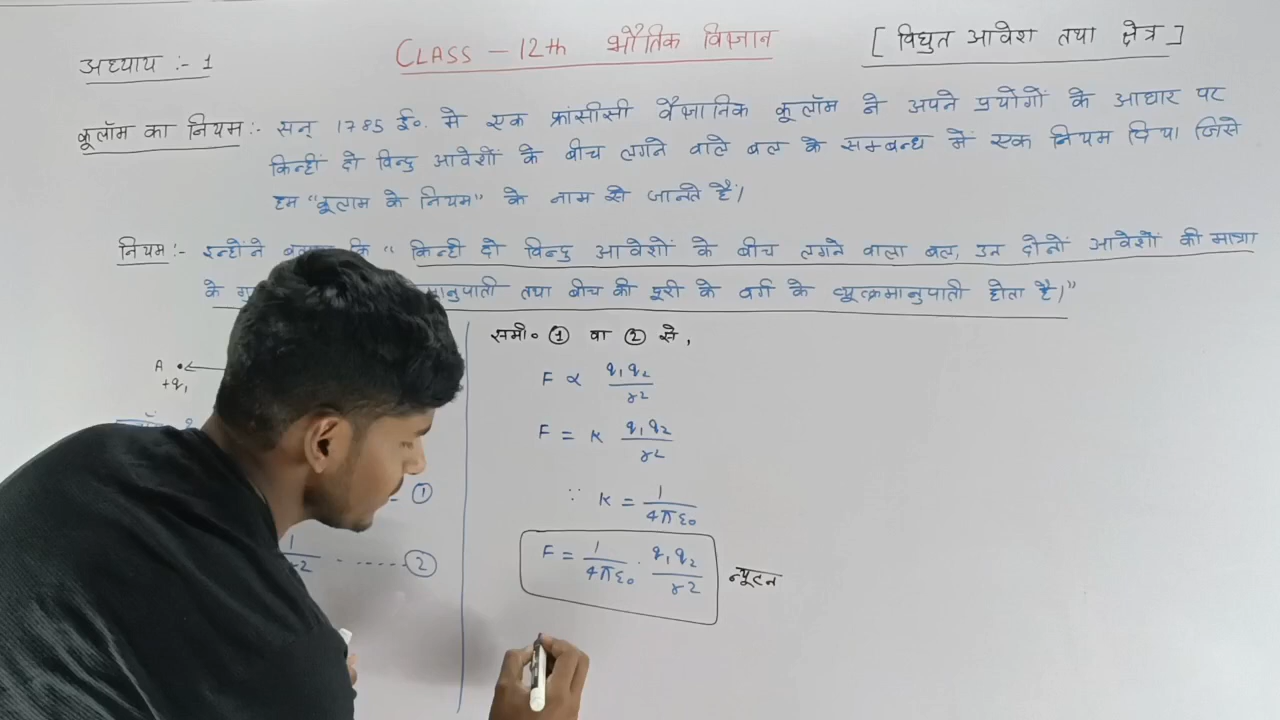 अध्याय :- 1
CLASS - 12th भौतिक विज्ञान
[ विद्युत आवेश तथा क्षेत्र ]
कूलॉम का नियम :- सन् 1785 ई० मे एक फ्रांसीसी वैज्ञानिक कूलॉम ने अपने प्रयोगों के आधार पर
किन्हीं दो विन्दु आवेशों के बीच लगने वाले बल के सम्बन्ध में एक नियम दिया जिसे
हम "कूलाम के नियम" के नाम से जानते हैं।
नियम :- इन्होंने कि " किन्ही दो विन्दु आवेशों के बीच लगने वाला बल, उन दोनों आवेशों की मात्रा
के तथा बीच की दूरी के वर्ग के व्यूत्क्रमानुपाती होता है।"
A
+q₁
① 
②
समी० ① वा ② से,
F ∝ q₁q₂/r²
F = K q₁q₂/r²
∵ K = 1/4πε₀
F = 1/4πε₀ . q₁q₂/r² न्यूटन